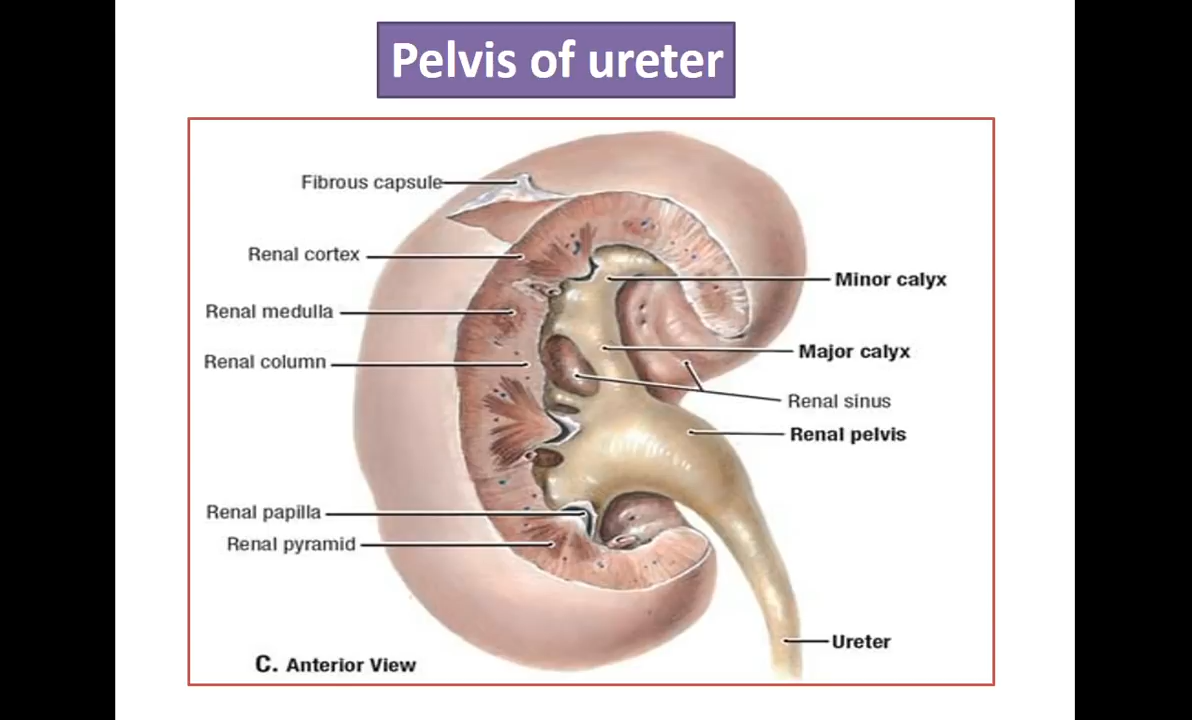 Pelvis of ureter
Fibrous capsule
Renal cortex
Minor calyx
Renal medulla
Major calyx
Renal column
Renal sinus
Renal pelvis
Renal papilla
Renal pyramid
Ureter
C. Anterior View